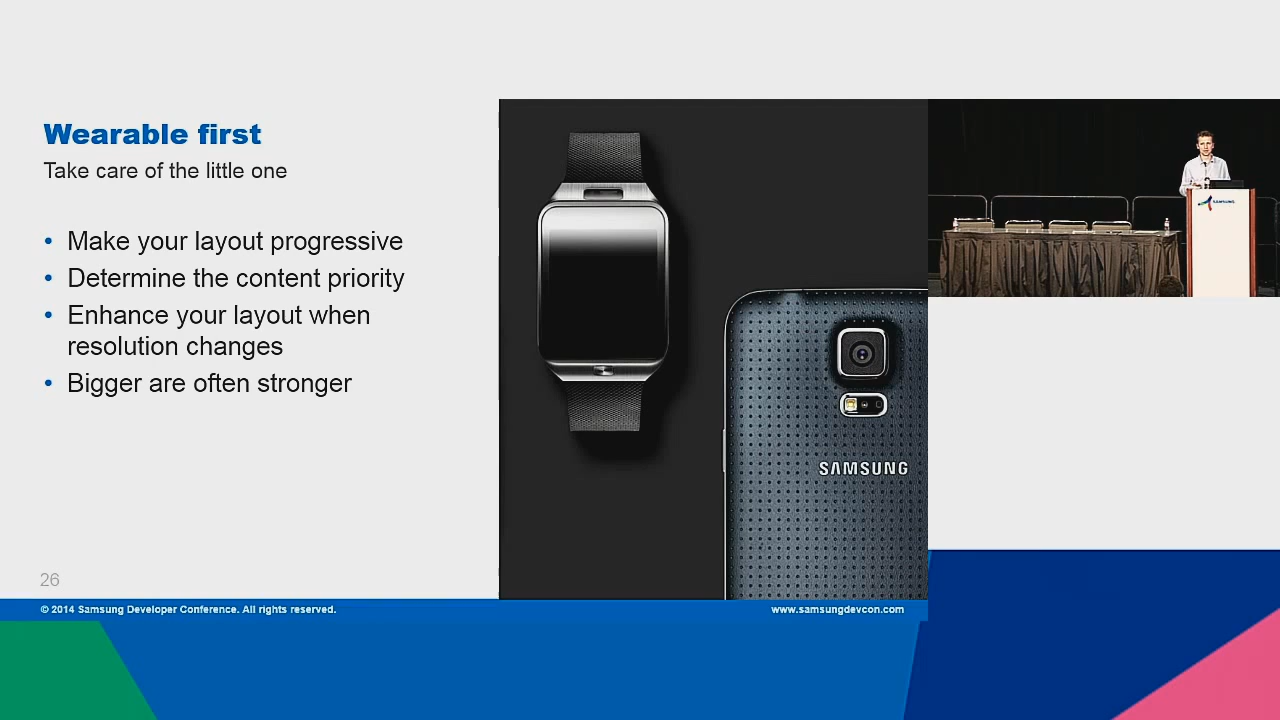 Wearable first
Take care of the little one
• Make your layout progressive
• Determine the content priority
• Enhance your layout when
resolution changes
• Bigger are often stronger
SAMSUNG
SAMSUNG
26
© 2014 Samsung Developer Conference. All rights reserved.
www.samsungdevcon.com